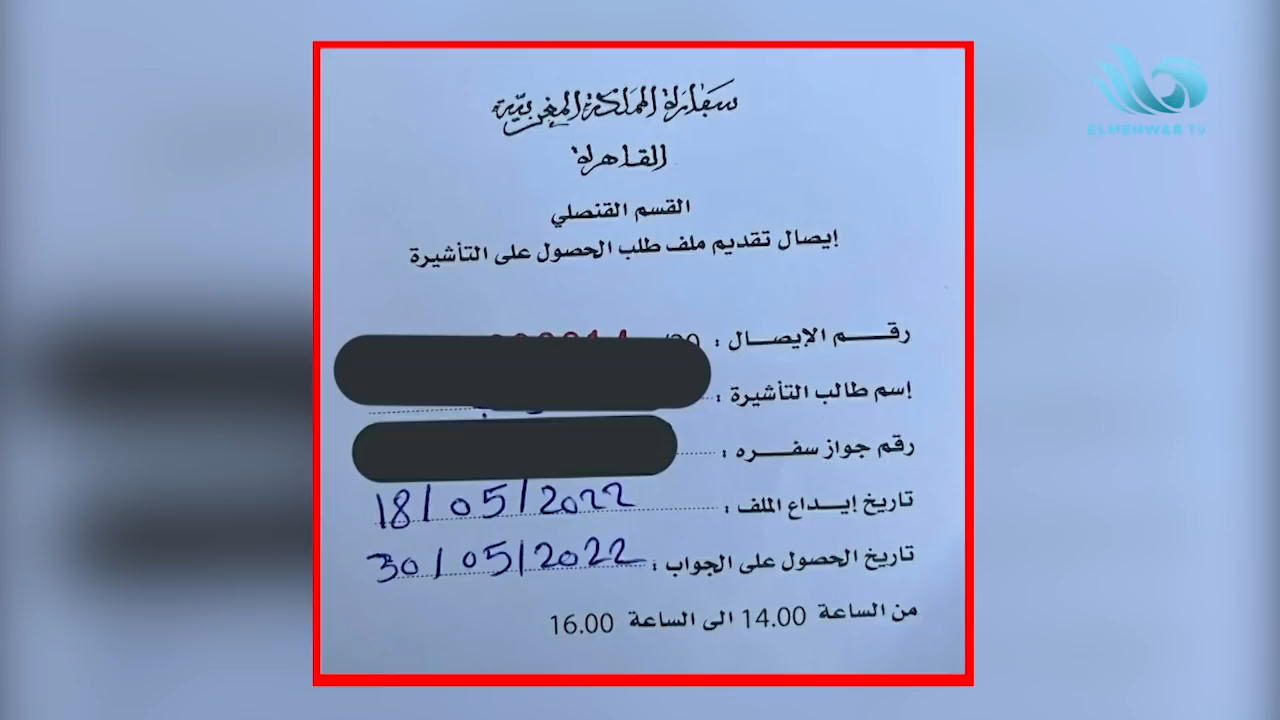 سفارة المملكة المغربية
القاهرة
القسم القنصلي
إيصال تقديم ملف طلب الحصول على التأشيرة
رقم الإيصال :
إسم طالب التأشيرة :
رقم جواز سفره :
تاريخ إيداع الملف : 18/05/2022
تاريخ الحصول على الجواب : 30/05/2022
من الساعة 14.00 الى الساعة 16.00
ELMEHWAR TV